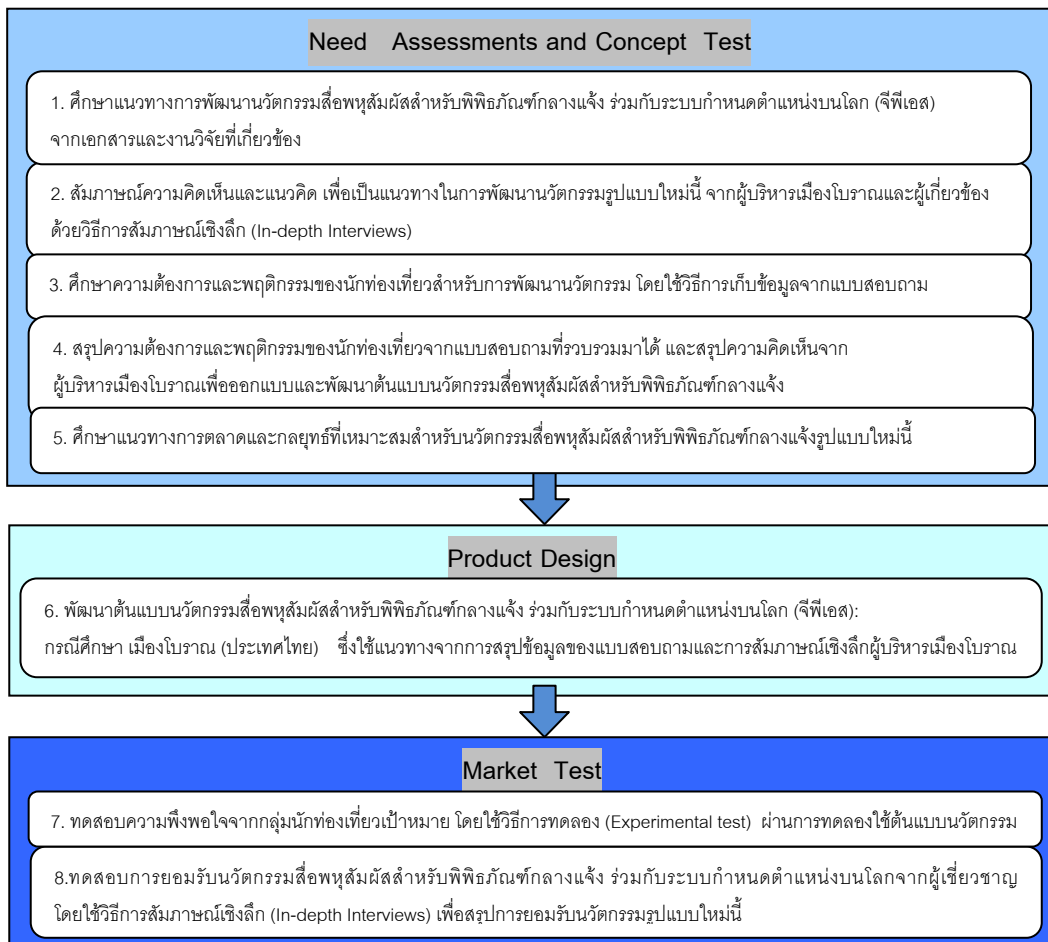 Need Assessments and Concept Test
1. ศึกษาแนวทางการพัฒนานวัตกรรมสื่อพหุสัมผัสสำหรับพิพิธภัณฑ์กลางแจ้ง ร่วมกับระบบกำหนดตำแหน่งบนโลก (จีพีเอส)
จากเอกสารและงานวิจัยที่เกี่ยวข้อง
2. สัมภาษณ์ความคิดเห็นและแนวคิด เพื่อเป็นแนวทางในการพัฒนานวัตกรรมรูปแบบใหม่นี้ จากผู้บริหารเมืองโบราณและผู้เกี่ยวข้อง
ด้วยวิธีการสัมภาษณ์เชิงลึก (In-depth Interviews)
3. ศึกษาความต้องการและพฤติกรรมของนักท่องเที่ยวสำหรับการพัฒนานวัตกรรม โดยใช้วิธีการเก็บข้อมูลจากแบบสอบถาม
4. สรุปความต้องการและพฤติกรรมของนักท่องเที่ยวจากแบบสอบถามที่รวบรวมมาได้ และสรุปความคิดเห็นจาก
ผู้บริหารเมืองโบราณเพื่อออกแบบและพัฒนาต้นแบบนวัตกรรมสื่อพหุสัมผัสสำหรับพิพิธภัณฑ์กลางแจ้ง
5. ศึกษาแนวทางการตลาดและกลยุทธ์ที่เหมาะสมสำหรับนวัตกรรมสื่อพหุสัมผัสสำหรับพิพิธภัณฑ์กลางแจ้งรูปแบบใหม่นี้
Product Design
6. พัฒนาต้นแบบนวัตกรรมสื่อพหุสัมผัสสำหรับพิพิธภัณฑ์กลางแจ้ง ร่วมกับระบบกำหนดตำแหน่งบนโลก (จีพีเอส):
กรณีศึกษา เมืองโบราณ (ประเทศไทย) ซึ่งใช้แนวทางจากการสรุปข้อมูลของแบบสอบถามและการสัมภาษณ์เชิงลึกผู้บริหารเมืองโบราณ
Market Test
7. ทดสอบความพึงพอใจจากกลุ่มนักท่องเที่ยวเป้าหมาย โดยใช้วิธีการทดลอง (Experimental test) ผ่านการทดลองใช้ต้นแบบนวัตกรรม
8.ทดสอบการยอมรับนวัตกรรมสื่อพหุสัมผัสสำหรับพิพิธภัณฑ์กลางแจ้ง ร่วมกับระบบกำหนดตำแหน่งบนโลกจากผู้เชี่ยวชาญ
โดยใช้วิธีการสัมภาษณ์เชิงลึก (In-depth Interviews) เพื่อสรุปการยอมรับนวัตกรรมรูปแบบใหม่นี้